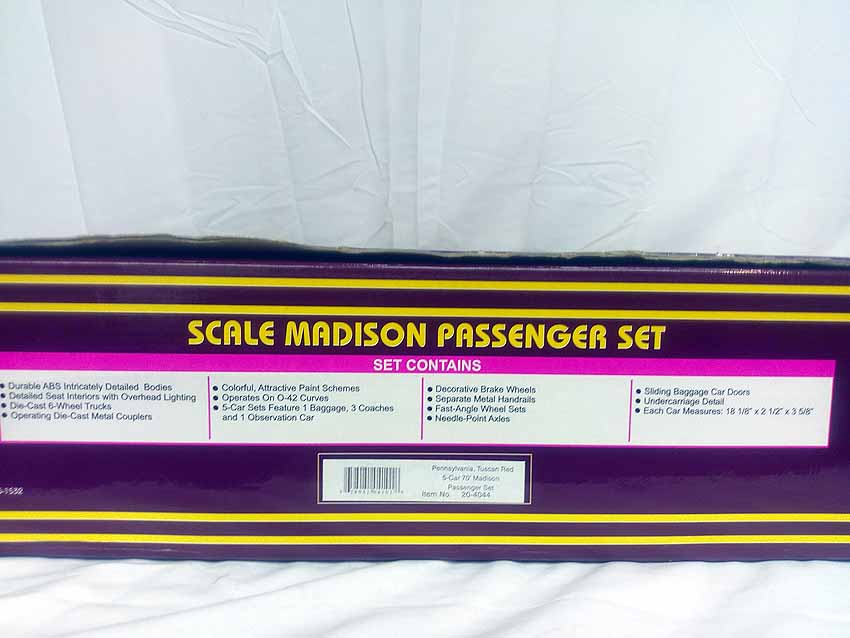 SCALE MADISON PASSENGER SET
SET CONTAINS
• Durable ABS Intricately Detailed Bodies
• Detailed Seat Interiors with Overhead Lighting
• Die-Cast 6-Wheel Trucks
• Operating Die-Cast Metal Couplers
• Colorful, Attractive Paint Schemes
• Operates On O-42 Curves
• 5-Car Sets Feature 1 Baggage, 3 Coaches
and 1 Observation Car
• Decorative Brake Wheels
• Separate Metal Handrails
• Fast-Angle Wheel Sets
• Needle-Point Axles
• Sliding Baggage Car Doors
• Undercarriage Detail
• Each Car Measures: 18 1/8" x 2 1/2" x 3 5/8"
Pennsylvania, Tuscan Red
5-Car 70' Madison
Passenger Set
Item No. 20-4044
-1532